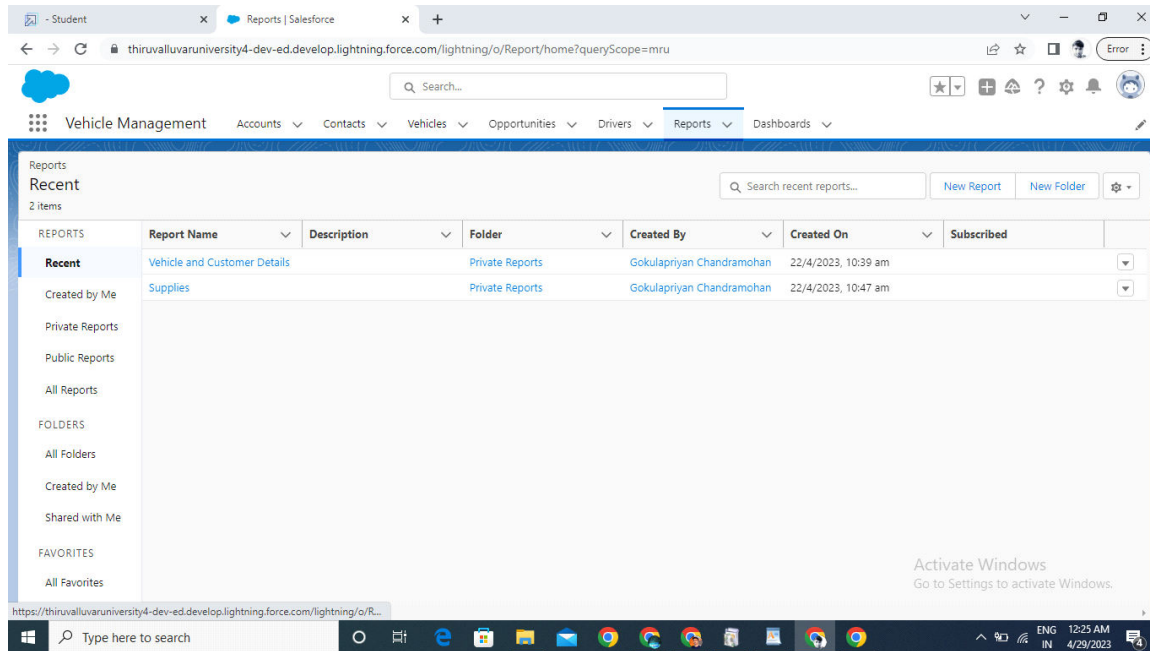 - Student
Reports | Salesforce
thiruvalluvaruniversity4-dev-ed.develop.lightning.force.com/lightning/o/Report/home?queryScope=mru
Error
Search...
Vehicle Management Accounts Contacts Vehicles Opportunities Drivers Reports Dashboards
Reports
Recent
2 items
Search recent reports...
New Report New Folder
REPORTS Report Name Description Folder Created By Created On Subscribed
Recent Vehicle and Customer Details Private Reports Gokulapriyan Chandramohan 22/4/2023, 10:39 am
Supplies Private Reports Gokulapriyan Chandramohan 22/4/2023, 10:47 am
Created by Me
Private Reports
Public Reports
All Reports
FOLDERS
All Folders
Created by Me
Shared with Me
FAVORITES
All Favorites
Activate Windows
Go to Settings to activate Windows.
https://thiruvalluvaruniversity4-dev-ed.develop.lightning.force.com/lightning/o/R...
Type here to search
ENG 12:25 AM
IN 4/29/2023
4